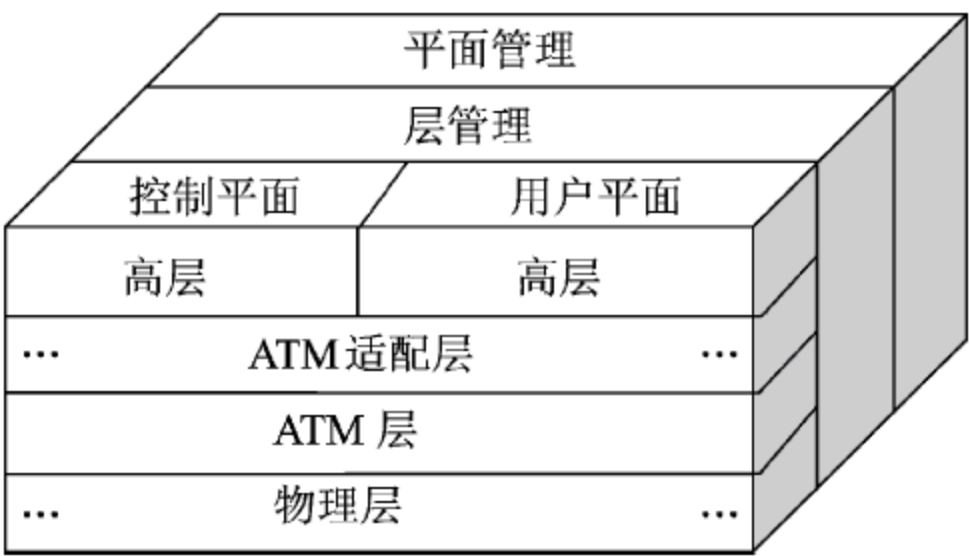 平面管理
层管理
控制平面 用户平面
高层 高层
… ATM适配层 …
ATM 层
… 物理层 …